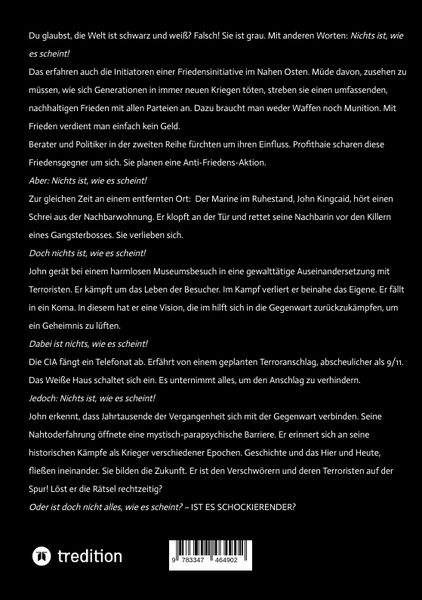 Du glaubst, die Welt ist schwarz und weiß? Falsch! Sie ist grau. Mit anderen Worten: Nichts ist, wie
es scheint!
Das erfahren auch die Initiatoren einer Friedensinitiative im Nahen Osten. Müde davon, zusehen zu
müssen, wie sich Generationen in immer neuen Kriegen töten, streben sie einen umfassenden,
nachhaltigen Frieden mit allen Parteien an. Dazu braucht man weder Waffen noch Munition. Mit
Frieden verdient man einfach kein Geld.
Berater und Politiker in der zweiten Reihe fürchten um ihren Einfluss. Profithaie scharen diese
Friedensgegner um sich. Sie planen eine Anti-Friedens-Aktion.
Aber: Nichts ist, wie es scheint!
Zur gleichen Zeit an einem entfernten Ort: Der Marine im Ruhestand, John Kingcaid, hört einen
Schrei aus der Nachbarwohnung. Er klopft an der Tür und rettet seine Nachbarin vor den Killern
eines Gangsterbosses. Sie verlieben sich.
Doch nichts ist, wie es scheint!
John gerät bei einem harmlosen Museumsbesuch in eine gewalttätige Auseinandersetzung mit
Terroristen. Er kämpft um das Leben der Besucher. Im Kampf verliert er beinahe das Eigene. Er fällt
in ein Koma. In diesem hat er eine Vision, die im hilft sich in die Gegenwart zurückzukämpfen, um
ein Geheimnis zu lüften.
Dabei ist nichts, wie es scheint!
Die CIA fängt ein Telefonat ab. Erfährt von einem geplanten Terroranschlag, abscheulicher als 9/11.
Das Weiße Haus schaltet sich ein. Es unternimmt alles, um den Anschlag zu verhindern.
Jedoch: Nichts ist, wie es scheint!
John erkennt, dass Jahrtausende der Vergangenheit sich mit der Gegenwart verbinden. Seine
Nahtoderfahrung öffnete eine mystisch-parapsychische Barriere. Er erinnert sich an seine
historischen Kämpfe als Krieger verschiedener Epochen. Geschichte und das Hier und Heute,
fließen ineinander. Sie bilden die Zukunft. Er ist den Verschwörern und deren Terroristen auf der
Spur! Löst er die Rätsel rechtzeitig?
Oder ist doch nicht alles, wie es scheint? – IST ES SCHOCKIERENDER?
tredition
9 783347 464902